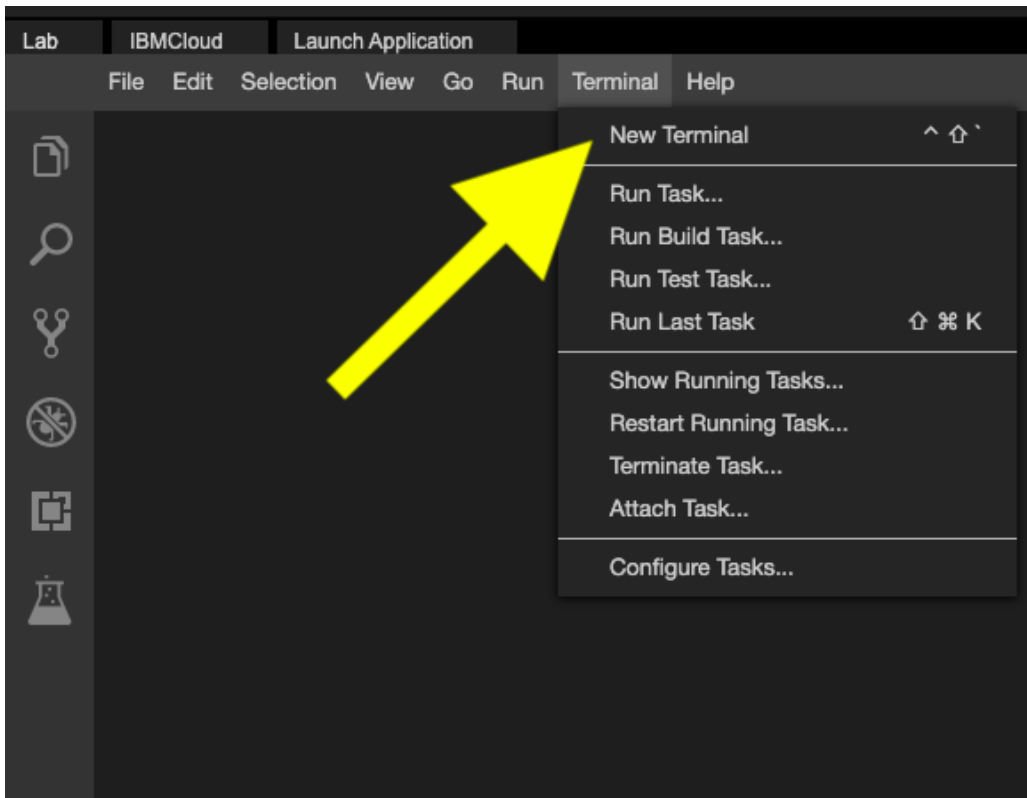 Lab IBMCloud Launch Application
File Edit Selection View Go Run Terminal Help
New Terminal ^ ⇧ `
Run Task...
Run Build Task...
Run Test Task...
Run Last Task ⇧ ⌘ K
Show Running Tasks...
Restart Running Task...
Terminate Task...
Attach Task...
Configure Tasks...